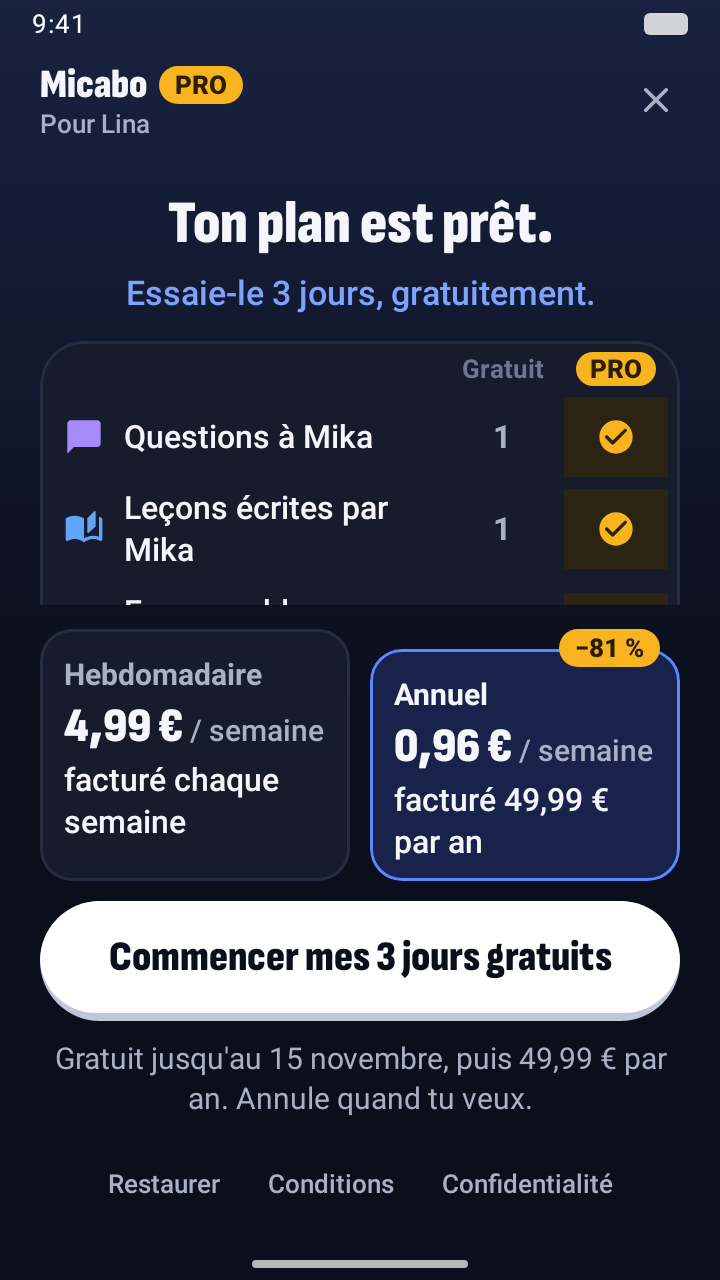 9:41
Micabo PRO
Pour Lina
Ton plan est prêt.
Essaie-le 3 jours, gratuitement.
Gratuit PRO
Questions à Mika 1
Leçons écrites par
Mika
1
Hebdomadaire
4,99 € / semaine
facturé chaque
semaine
−81 %
Annuel
0,96 € / semaine
facturé 49,99 €
par an
Commencer mes 3 jours gratuits
Gratuit jusqu'au 15 novembre, puis 49,99 € par
an. Annule quand tu veux.
Restaurer Conditions Confidentialité